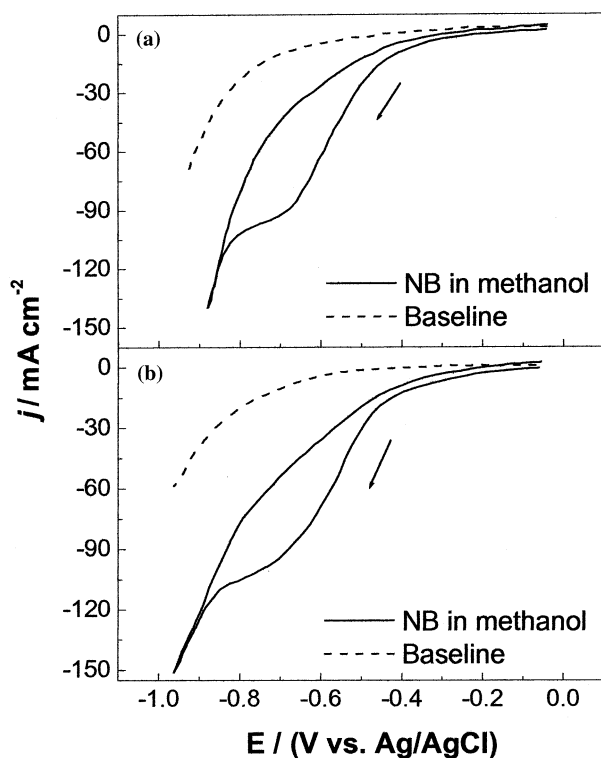 (a)
0
-30
-60
-90
-120
-150
NB in methanol
Baseline
j / mA cm⁻²
(b)
0
-30
-60
-90
-120
-150
NB in methanol
Baseline
-1.0 -0.8 -0.6 -0.4 -0.2 0.0
E / (V vs. Ag/AgCl)